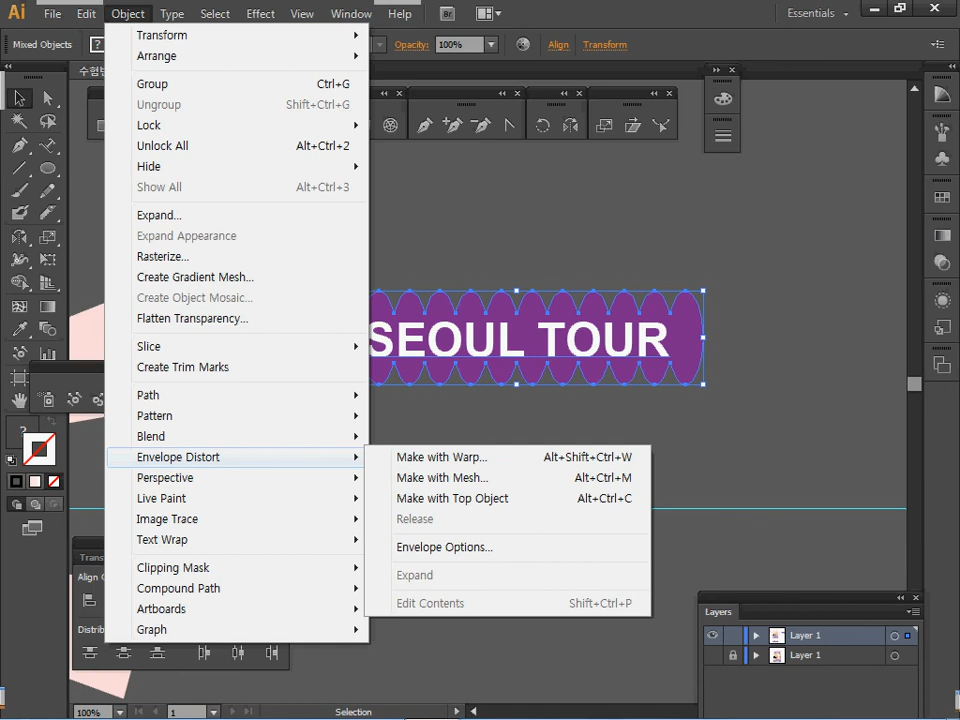 Ai File Edit Object Type Select Effect View Window Help Br Essentials
Mixed Objects ? Opacity: 100% Align Transform
Transform
Arrange
Group Ctrl+G
Ungroup Shift+Ctrl+G
Lock
Unlock All Alt+Ctrl+2
Hide
Show All Alt+Ctrl+3
Expand...
Expand Appearance
Rasterize...
Create Gradient Mesh...
Create Object Mosaic...
Flatten Transparency...
Slice
Create Trim Marks
Path
Pattern
Blend
Envelope Distort
Perspective
Live Paint
Image Trace
Text Wrap
Clipping Mask
Compound Path
Artboards
Graph
Make with Warp... Alt+Shift+Ctrl+W
Make with Mesh... Alt+Ctrl+M
Make with Top Object Alt+Ctrl+C
Release
Envelope Options...
Expand
Edit Contents Shift+Ctrl+P
SEOUL TOUR
?
Trans
Align
Distrib
Layers
Layer 1
Layer 1
100% 1 Selection